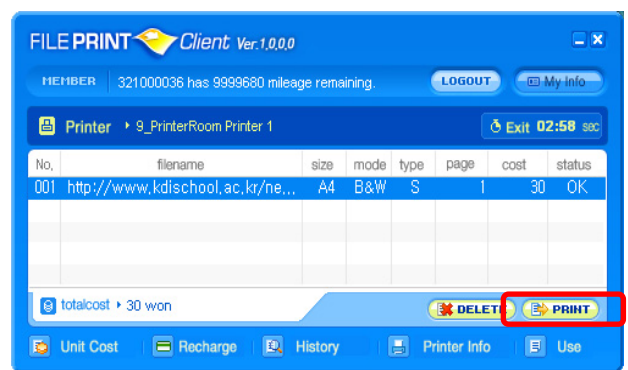 FILE PRINT Client Ver.1,0,0,0
MEMBER 321000036 has 9999680 mileage remaining. LOGOUT My Info
Printer 9_PrinterRoom Printer 1 Exit 02:58 sec
No, filename size mode type page cost status
001 http://www,kdischool,ac,kr/ne,,, A4 B&W S 1 30 OK
totalcost 30 won DELETE PRINT
Unit Cost Recharge History Printer Info Use